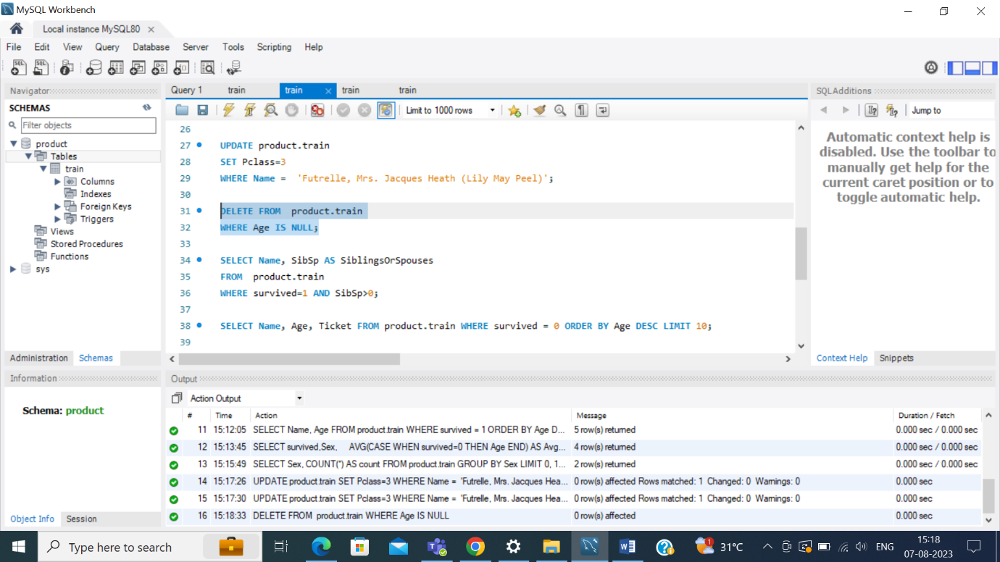 MySQL Workbench
Local instance MySQL80
File Edit View Query Database Server Tools Scripting Help
Navigator
SCHEMAS
Filter objects
product
Tables
train
Columns
Indexes
Foreign Keys
Triggers
Views
Stored Procedures
Functions
sys
Administration Schemas
Information
Schema: product
Object Info Session
Query 1 train train train train
Limit to 1000 rows
26
27 UPDATE product.train
28 SET Pclass=3
29 WHERE Name =  'Futrelle, Mrs. Jacques Heath (Lily May Peel)';
30
31 DELETE FROM  product.train
32 WHERE Age IS NULL;
33
34 SELECT Name, SibSp AS SiblingsOrSpouses
35 FROM  product.train
36 WHERE survived=1 AND SibSp>0;
37
38 SELECT Name, Age, Ticket FROM product.train WHERE survived = 0 ORDER BY Age DESC LIMIT 10;
39
SQLAdditions
Jump to
Automatic context help is
disabled. Use the toolbar to
manually get help for the
current caret position or to
toggle automatic help.
Context Help Snippets
Output
Action Output
# Time Action Message Duration / Fetch
11 15:12:05 SELECT Name, Age FROM product.train WHERE survived = 1 ORDER BY Age D... 5 row(s) returned 0.000 sec / 0.000 sec
12 15:13:45 SELECT survived,Sex, AVG(CASE WHEN survived=0 THEN Age END) AS Avg... 4 row(s) returned 0.000 sec / 0.000 sec
13 15:15:49 SELECT Sex, COUNT(*) AS count FROM product.train GROUP BY Sex LIMIT 0, 1... 2 row(s) returned 0.000 sec / 0.000 sec
14 15:17:26 UPDATE product.train SET Pclass=3 WHERE Name =  'Futrelle, Mrs. Jacques Hea... 0 row(s) affected Rows matched: 1  Changed: 0  Warnings: 0 0.000 sec
15 15:17:30 UPDATE product.train SET Pclass=3 WHERE Name =  'Futrelle, Mrs. Jacques Hea... 0 row(s) affected Rows matched: 1  Changed: 0  Warnings: 0 0.000 sec
16 15:18:33 DELETE FROM  product.train WHERE Age IS NULL 0 row(s) affected 0.000 sec
Type here to search
1
31°C
ENG
15:18
07-08-2023